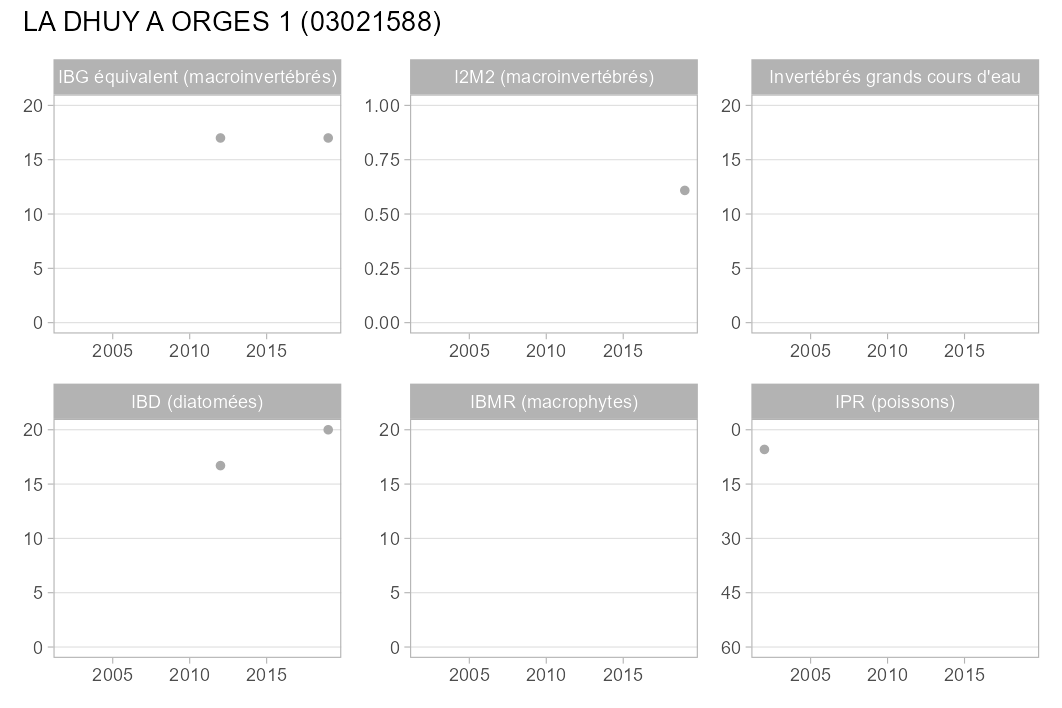 LA DHUY A ORGES 1 (03021588)
IBG équivalent (macroinvertébrés)
I2M2 (macroinvertébrés)
Invertébrés grands cours d'eau
20
15
10
5
0
2005 2010 2015
1.00
0.75
0.50
0.25
0.00
2005 2010 2015
20
15
10
5
0
2005 2010 2015
IBD (diatomées)
IBMR (macrophytes)
IPR (poissons)
20
15
10
5
0
2005 2010 2015
20
15
10
5
0
2005 2010 2015
0
15
30
45
60
2005 2010 2015